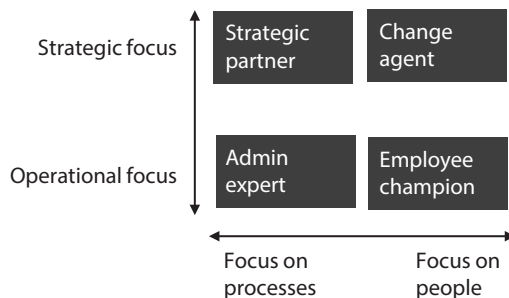 Strategic focus
Strategic
partner
Change
agent
Operational focus
Admin
expert
Employee
champion
Focus on
processes
Focus on
people